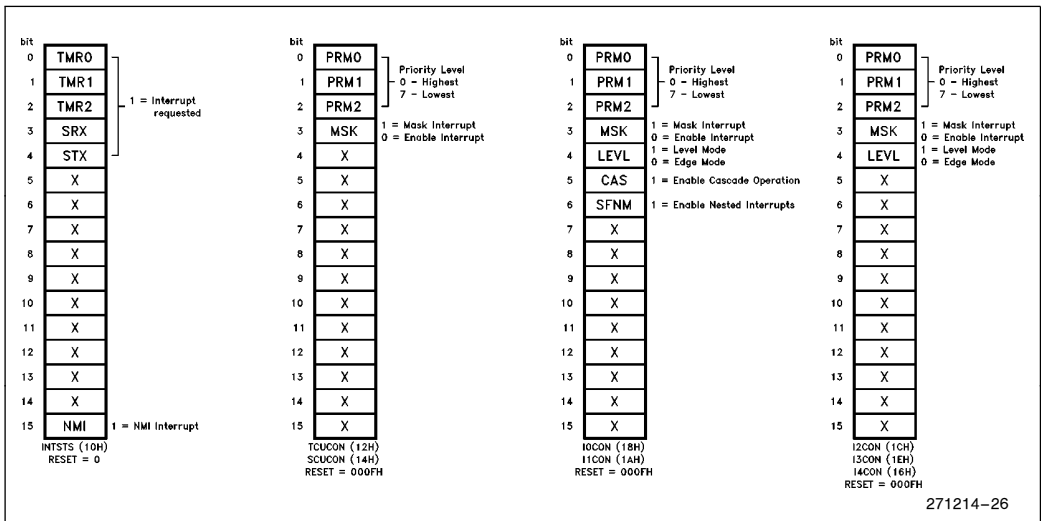 bit
0 TMR0
1 TMR1
2 TMR2
3 SRX
4 STX
5 X
6 X
7 X
8 X
9 X
10 X
11 X
12 X
13 X
14 X
15 NMI
1 = Interrupt
requested
1 = NMI Interrupt
INTSTS (10H)
RESET = 0
bit
0 PRM0
1 PRM1
2 PRM2
3 MSK
4 X
5 X
6 X
7 X
8 X
9 X
10 X
11 X
12 X
13 X
14 X
15 X
Priority Level
0 - Highest
7 - Lowest
1 = Mask Interrupt
0 = Enable Interrupt
TCUCON (12H)
SCUCON (14H)
RESET = 000FH
bit
0 PRM0
1 PRM1
2 PRM2
3 MSK
4 LEVL
5 CAS
6 SFNM
7 X
8 X
9 X
10 X
11 X
12 X
13 X
14 X
15 X
Priority Level
0 - Highest
7 - Lowest
1 = Mask Interrupt
0 = Enable Interrupt
1 = Level Mode
0 = Edge Mode
1 = Enable Cascade Operation
1 = Enable Nested Interrupts
I0CON (18H)
I1CON (1AH)
RESET = 000FH
bit
0 PRM0
1 PRM1
2 PRM2
3 MSK
4 LEVL
5 X
6 X
7 X
8 X
9 X
10 X
11 X
12 X
13 X
14 X
15 X
Priority Level
0 - Highest
7 - Lowest
1 = Mask Interrupt
0 = Enable Interrupt
1 = Level Mode
0 = Edge Mode
I2CON (1CH)
I3CON (1EH)
I4CON (16H)
RESET = 000FH
271214-26